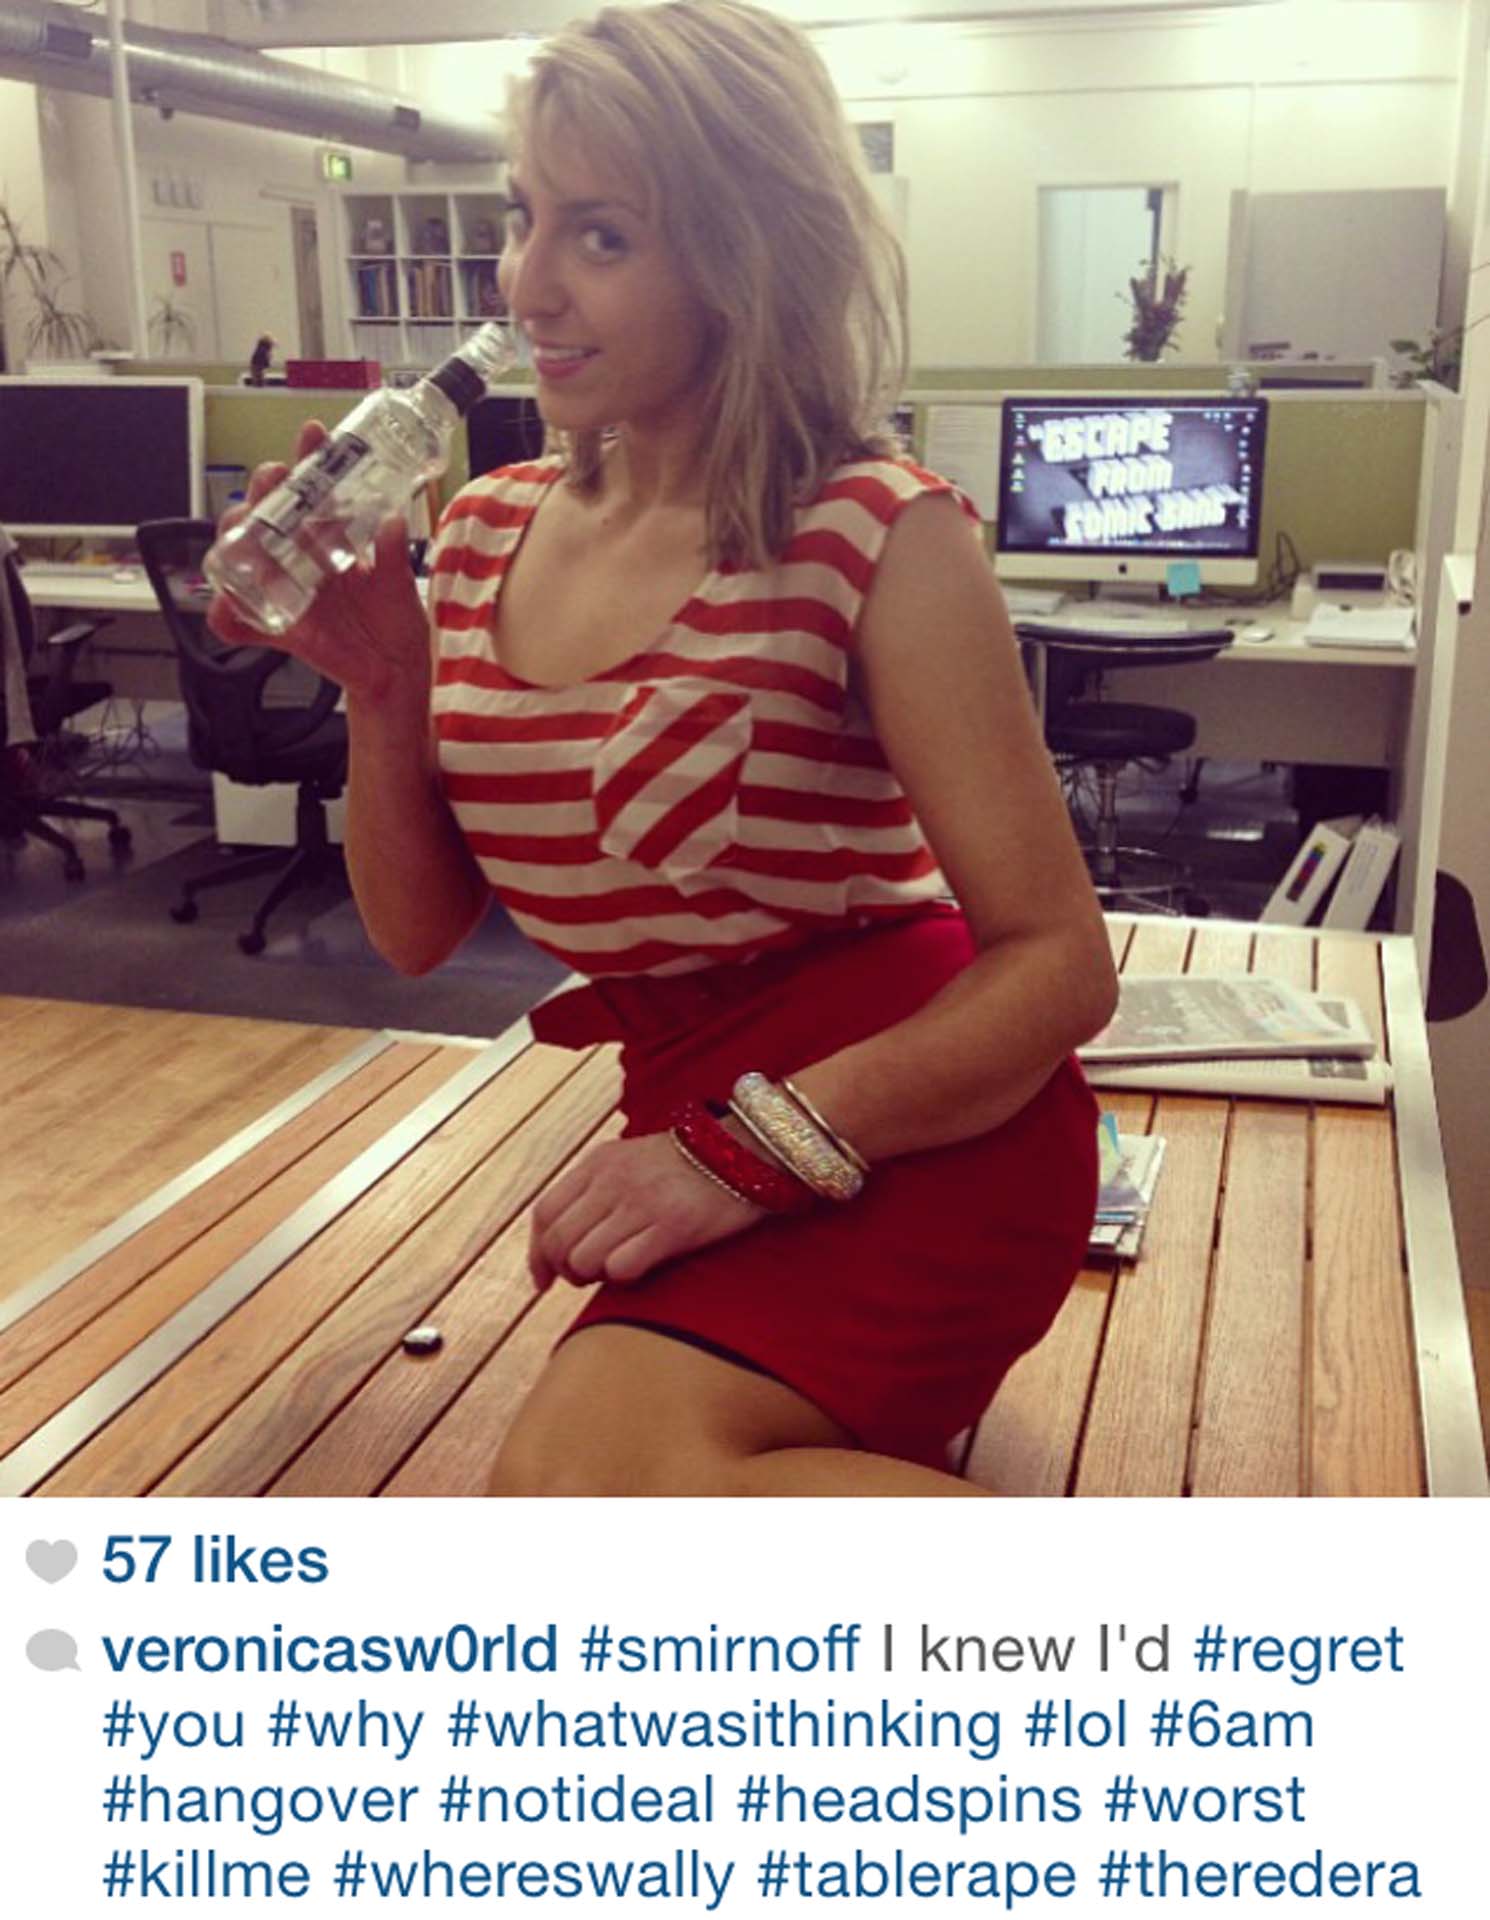 "ESCAPE
FROM
COMIC SANS"
57 likes
veronicasw0rld #smirnoff I knew I'd #regret
#you #why #whatwasithinking #lol #6am
#hangover #notideal #headspins #worst
#killme #whereswally #tablerape #theredera